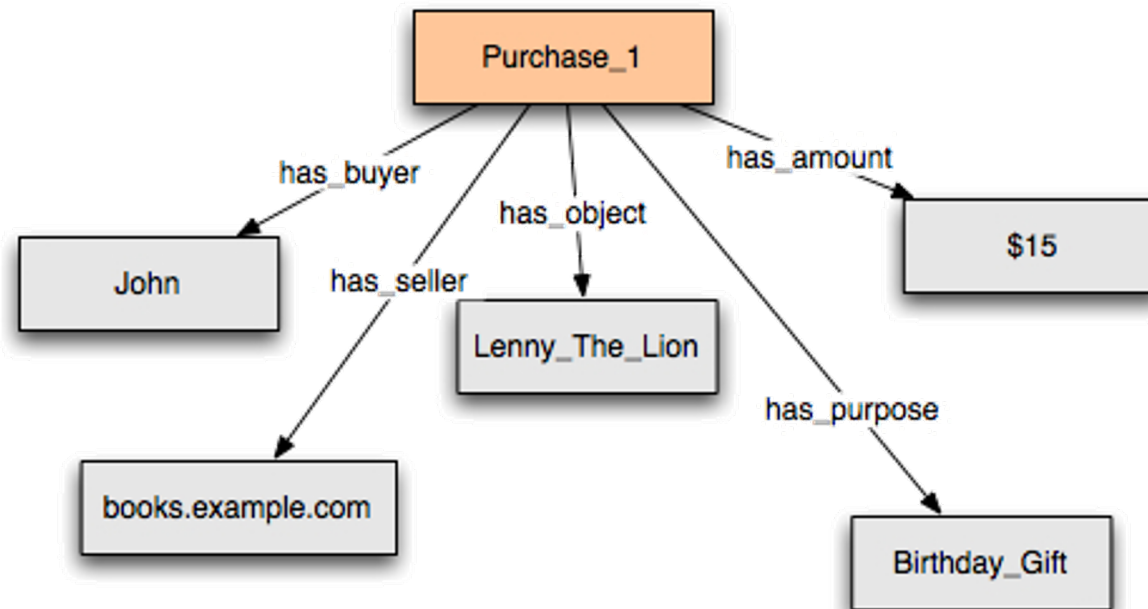 Purchase_1
has_buyer
has_amount
has_object
$15
John
has_seller
Lenny_The_Lion
has_purpose
books.example.com
Birthday_Gift